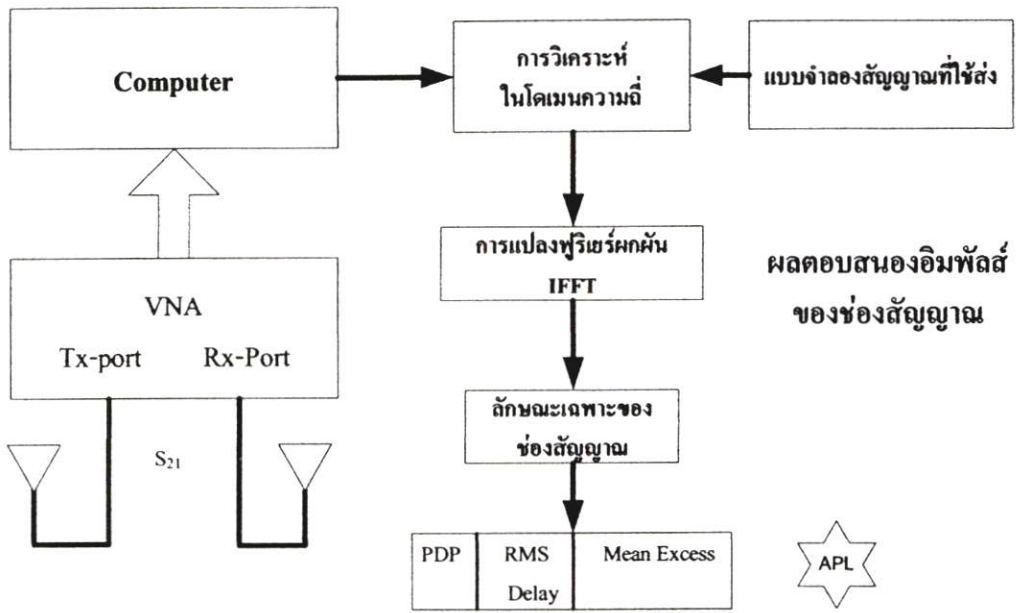 Computer
การวิเคราะห์
ในโดเมนความถี่
แบบจำลองสัญญาณที่ใช้ส่ง
VNA
Tx-port Rx-Port
S₂₁
การแปลงฟูริเยร์ผกผัน
IFFT
ผลตอบสนองอิมพัลส์
ของช่องสัญญาณ
ลักษณะเฉพาะของ
ช่องสัญญาณ
PDP
RMS
Delay
Mean Excess
APL